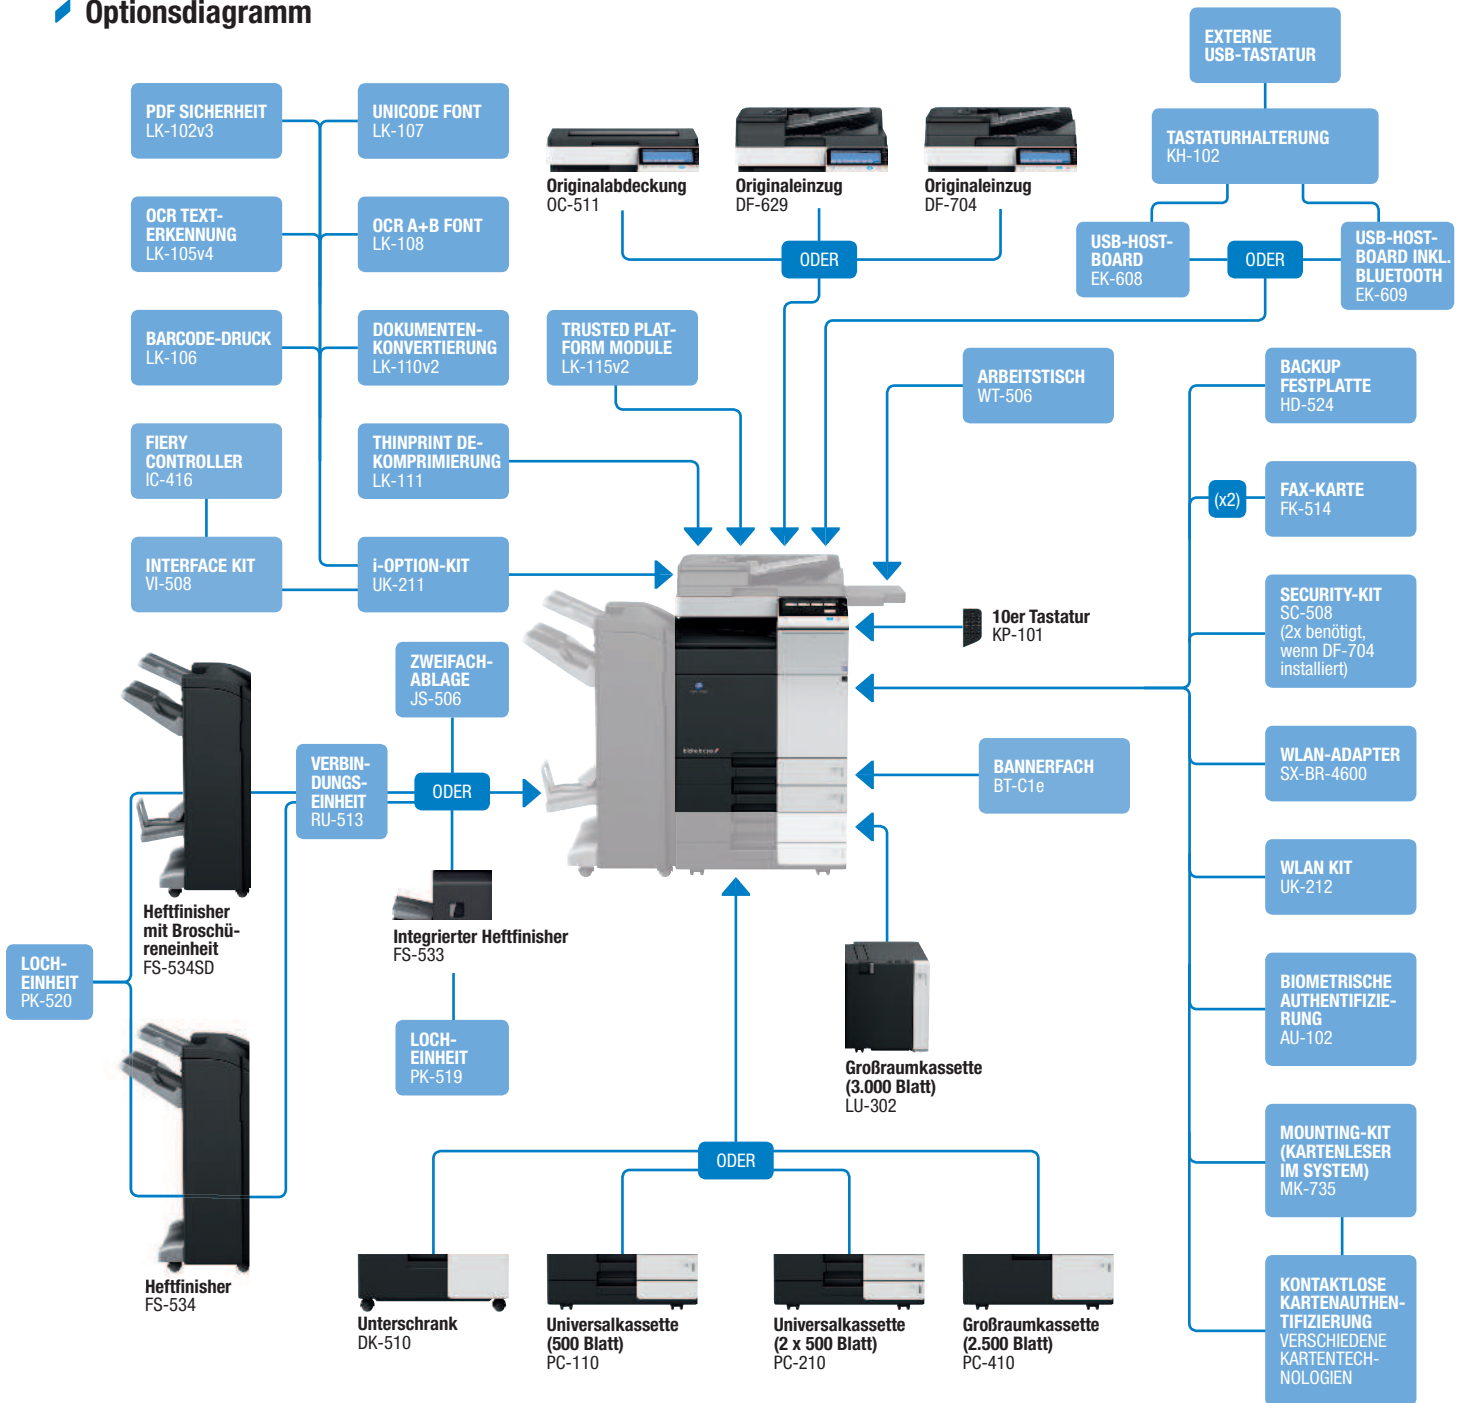 Optionsdiagramm
EXTERNE
USB-TASTATUR
PDF SICHERHEIT
LK-102v3
UNICODE FONT
LK-107
TASTATURHALTERUNG
KH-102
Originalabdeckung
OC-511
Originaleinzug
DF-629
Originaleinzug
DF-704
OCR TEXT-
ERKENNUNG
LK-105v4
OCR A+B FONT
LK-108
ODER
USB-HOST-
BOARD
EK-608
ODER
USB-HOST-
BOARD INKL.
BLUETOOTH
EK-609
BARCODE-DRUCK
LK-106
DOKUMENTEN-
KONVERTIERUNG
LK-110v2
TRUSTED PLAT-
FORM MODULE
LK-115v2
ARBEITSTISCH
WT-506
BACKUP
FESTPLATTE
HD-524
FIERY
CONTROLLER
IC-416
THINPRINT DE-
KOMPRIMIERUNG
LK-111
(x2)
FAX-KARTE
FK-514
INTERFACE KIT
VI-508
i-OPTION-KIT
UK-211
SECURITY-KIT
SC-508
(2x benötigt,
wenn DF-704
installiert)
10er Tastatur
KP-101
ZWEIFACH-
ABLAGE
JS-506
VERBIN-
DUNGS-
EINHEIT
RU-513
ODER
BANNERFACH
BT-C1e
WLAN-ADAPTER
SX-BR-4600
WLAN KIT
UK-212
Heftfinisher
mit Broschü-
reneinheit
FS-534SD
Integrierter Heftfinisher
FS-533
LOCH-
EINHEIT
PK-520
BIOMETRISCHE
AUTHENTIFIZIE-
RUNG
AU-102
LOCH-
EINHEIT
PK-519
Großraumkassette
(3.000 Blatt)
LU-302
ODER
MOUNTING-KIT
(KARTENLESER
IM SYSTEM)
MK-735
Heftfinisher
FS-534
Unterschrank
DK-510
Universalkassette
(500 Blatt)
PC-110
Universalkassette
(2 x 500 Blatt)
PC-210
Großraumkassette
(2.500 Blatt)
PC-410
KONTAKTLOSE
KARTENAUTHEN-
TIFIZIERUNG
VERSCHIEDENE
KARTENTECH-
NOLOGIEN